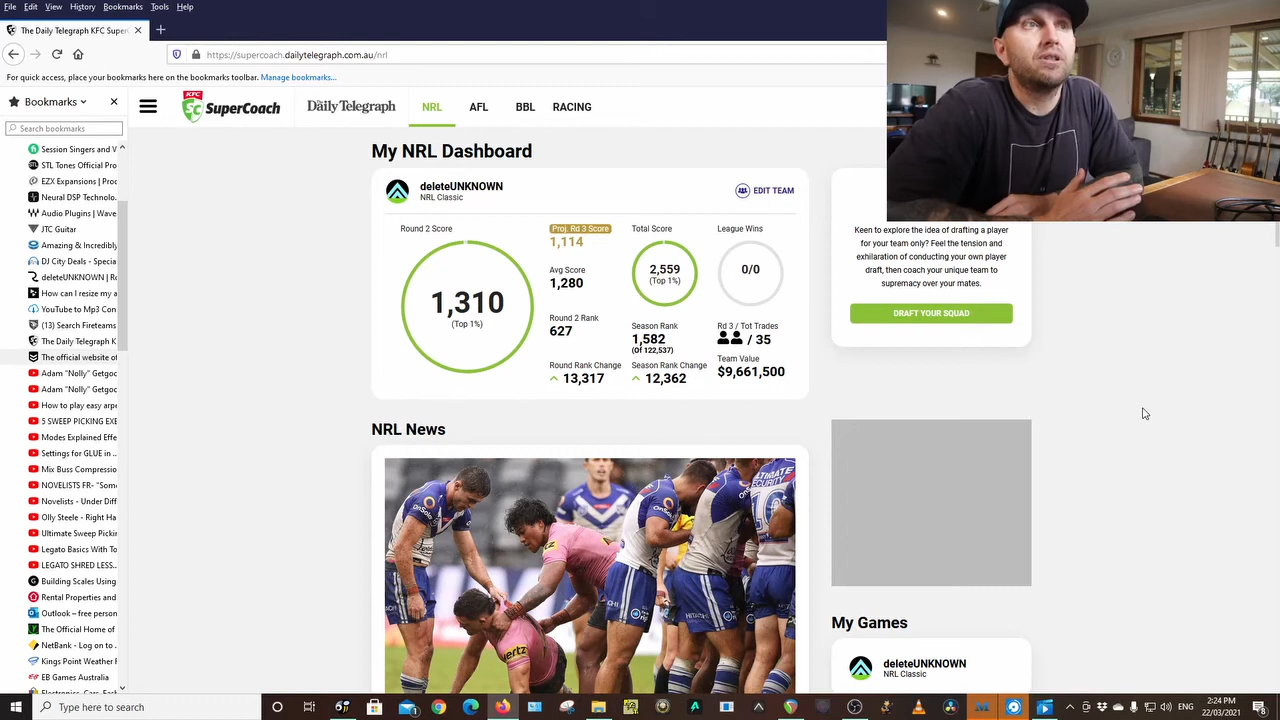 File Edit View History Bookmarks Tools Help
The Daily Telegraph KFC SuperC
https://supercoach.dailytelegraph.com.au/nrl
For quick access, place your bookmarks here on the bookmarks toolbar. Manage bookmarks...
Bookmarks
Search bookmarks
Session Singers and V
STL Tones Official Pro
EZX Expansions | Proc
Neural DSP Technolo
Audio Plugins | Wave
JTC Guitar
Amazing & Incredibly
DJ City Deals - Specia
deleteUNKNOWN | Ro
How can I resize my a
YouTube to Mp3 Con
(13) Search Fireteams
The Daily Telegraph K
The official website of
Adam "Nolly" Getgoo
Adam "Nolly" Getgoo
How to play easy arpe
5 SWEEP PICKING EXE
Modes Explained Effe
Settings for GLUE in ..
Mix Buss Compressio
NOVELISTS FR- "Som
Novelists - Under Diff
Olly Steele - Right Ha
Ultimate Sweep Pickin
Legato Basics With To
LEGATO SHRED LESS...
Building Scales Using
Rental Properties and
Outlook – free person
The Official Home of
NetBank - Log on to
Kings Point Weather F
EB Games Australia
KFC SC SuperCoach
The Daily Telegraph
NRL AFL BBL RACING
My NRL Dashboard
deleteUNKNOWN
NRL Classic
EDIT TEAM
Round 2 Score
1,310
(Top 1%)
Proj. Rd 3 Score
1,114
Avg Score
1,280
Round 2 Rank
627
Round Rank Change
13,317
Total Score
2,559
(Top 1%)
Season Rank
1,582
(Of 122,537)
Season Rank Change
12,362
League Wins
0/0
Rd 3 / Tot Trades
/ 35
Team Value
$9,661,500
Keen to explore the idea of drafting a player
for your team only? Feel the tension and
exhilaration of conducting your own player
draft, then coach your unique team to
supremacy over your mates.
DRAFT YOUR SQUAD
NRL News
hertz
My Games
deleteUNKNOWN
NRL Classic
Type here to search
ENG
2:24 PM
22/03/2021